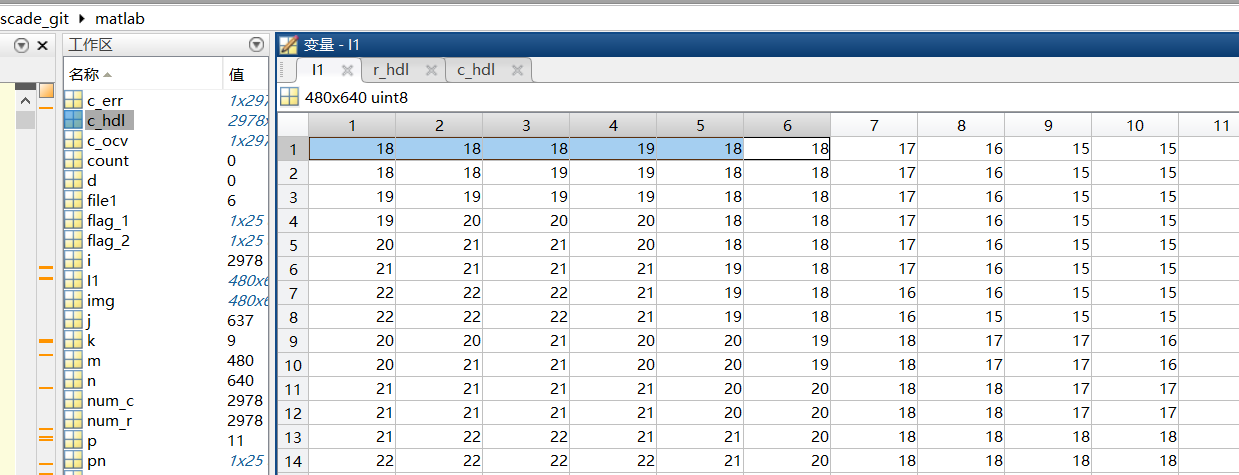 scade_git ▸ matlab
工作区
名称 值
c_err 1x297
c_hdl 2978x
c_ocv 1x297
count 0
d 0
file1 6
flag_1 1x25
flag_2 1x25
i 2978
I1 480x6
img 480x6
j 637
k 9
m 480
n 640
num_c 2978
num_r 2978
p 11
pn 1x25
变量 - I1
I1 r_hdl c_hdl
480x640 uint8
1 2 3 4 5 6 7 8 9 10 11
1 18 18 18 19 18 18 17 16 15 15
2 18 18 19 19 18 18 17 16 15 15
3 19 19 19 19 18 18 17 16 15 15
4 19 20 20 20 18 18 17 16 15 15
5 20 21 21 20 18 18 17 16 15 15
6 21 21 21 21 19 18 17 16 15 15
7 22 22 22 21 19 18 16 16 15 15
8 22 22 22 21 19 18 16 15 15 15
9 20 20 21 20 20 19 18 17 17 16
10 20 21 21 20 20 19 18 17 17 16
11 21 21 21 21 20 20 18 18 17 17
12 21 21 21 21 20 20 18 18 17 17
13 21 22 22 21 21 20 18 18 18 18
14 22 22 22 22 21 20 18 18 18 18